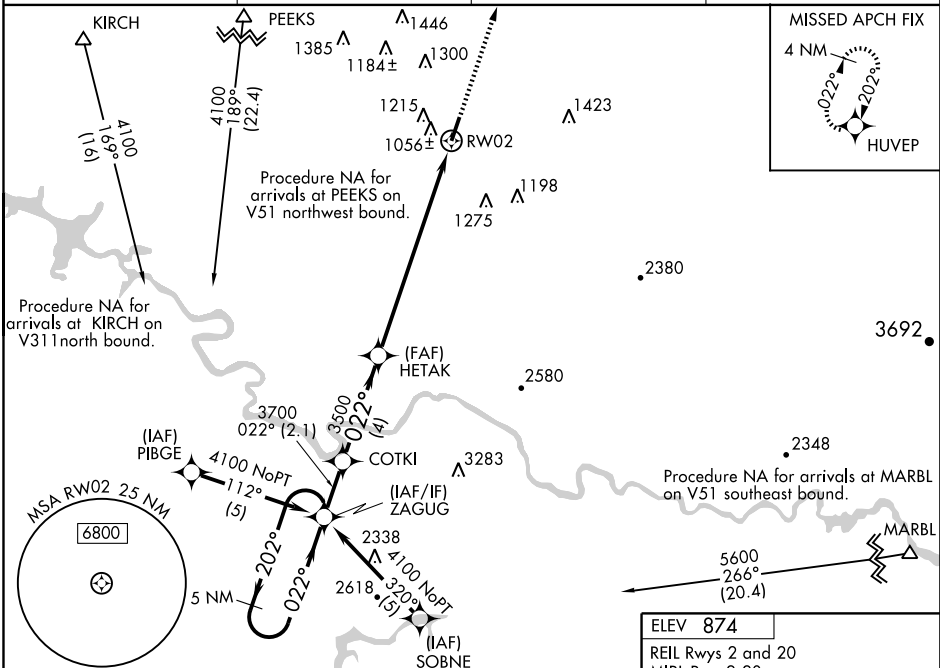 KIRCH
PEEKS
1446
1385
1184±
1300
MISSED APCH FIX
4 NM
022°
202°
HUVEP
4100
169°
(16)
4100
189°
(22.4)
1215
1056±
RW02
1423
Procedure NA for
arrivals at PEEKS on
V51 northwest bound.
1198
1275
2380
Procedure NA for
arrivals at KIRCH on
V311north bound.
3692
(FAF)
HETAK
2580
3700
022° (2.1)
3500
022°
(4)
(IAF)
PIBGE
4100 NoPT
112°
(5)
COTKI
3283
2348
Procedure NA for arrivals at MARBL
on V51 southeast bound.
(IAF/IF)
ZAGUG
MSA RW02 25 NM
6800
MARBL
202°
022°
5 NM
2338
2618
4100 NoPT
320°
(5)
5600
266°
(20.4)
(IAF)
SOBNE
ELEV 874
REIL Rwys 2 and 20